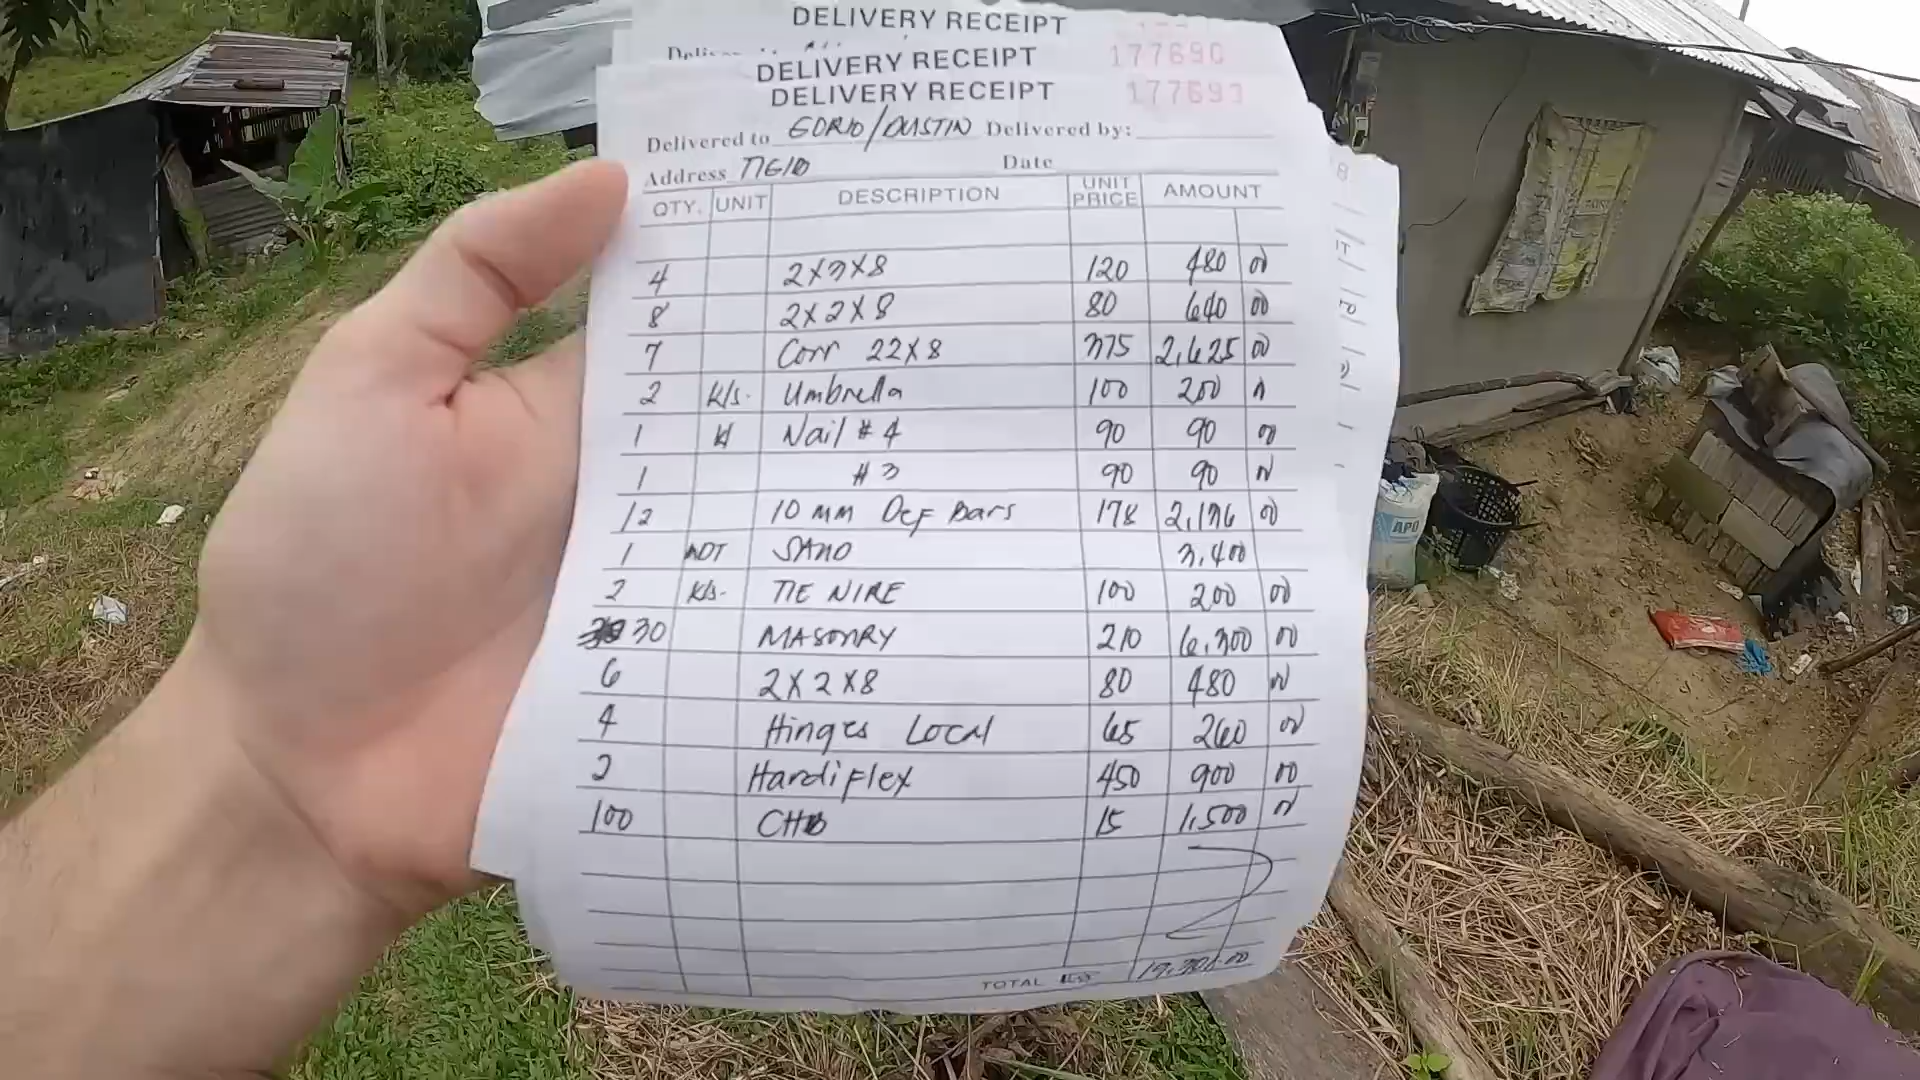 DELIVERY RECEIPT
DELIVERY RECEIPT 177690
DELIVERY RECEIPT 177693
Delivered to GORIO/DUSTIN Delivered by:
Address TIGIB Date
QTY. UNIT DESCRIPTION UNIT PRICE AMOUNT
4 2X3X8 120 480 00
8 2X2X8 80 640 00
7 Corr 22X8 375 2,625 00
2 K/s. Umbrella 100 200 00
1 K Nail #4 90 90 00
1 #3 90 90 00
12 10 MM Def Bars 178 2,136 00
1 SAND 3,400
2 K/s. TIE WIRE 100 200 00
30 MASONRY 210 6,300 00
6 2X2X8 80 480 00
4 Hinges Local 65 260 00
2 Hardiflex 450 900 00
100 CHB 15 1,500 00
TOTAL
APO